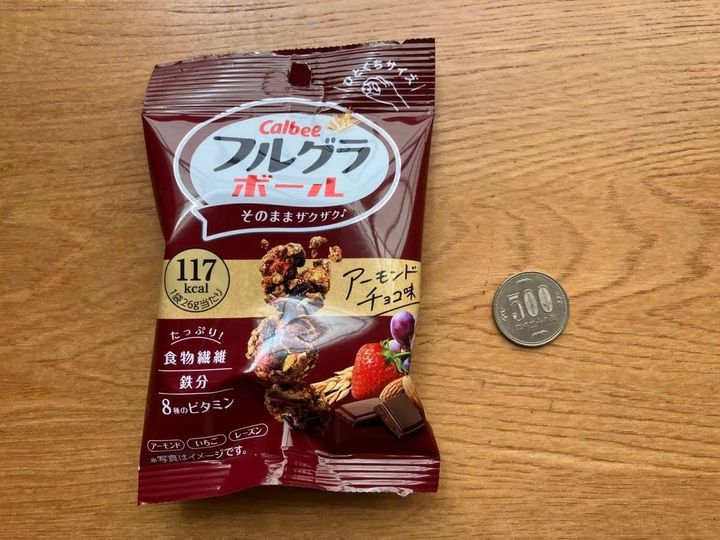 ひとくちサイズ
Calbee
フルグラ
ボール
そのままザクザク♪
117
kcal
1袋26g当たり
アーモンド
チョコ味
たっぷり!
食物繊維
鉄分
8種のビタミン
アーモンド いちご レーズン
*写真はイメージです。
500